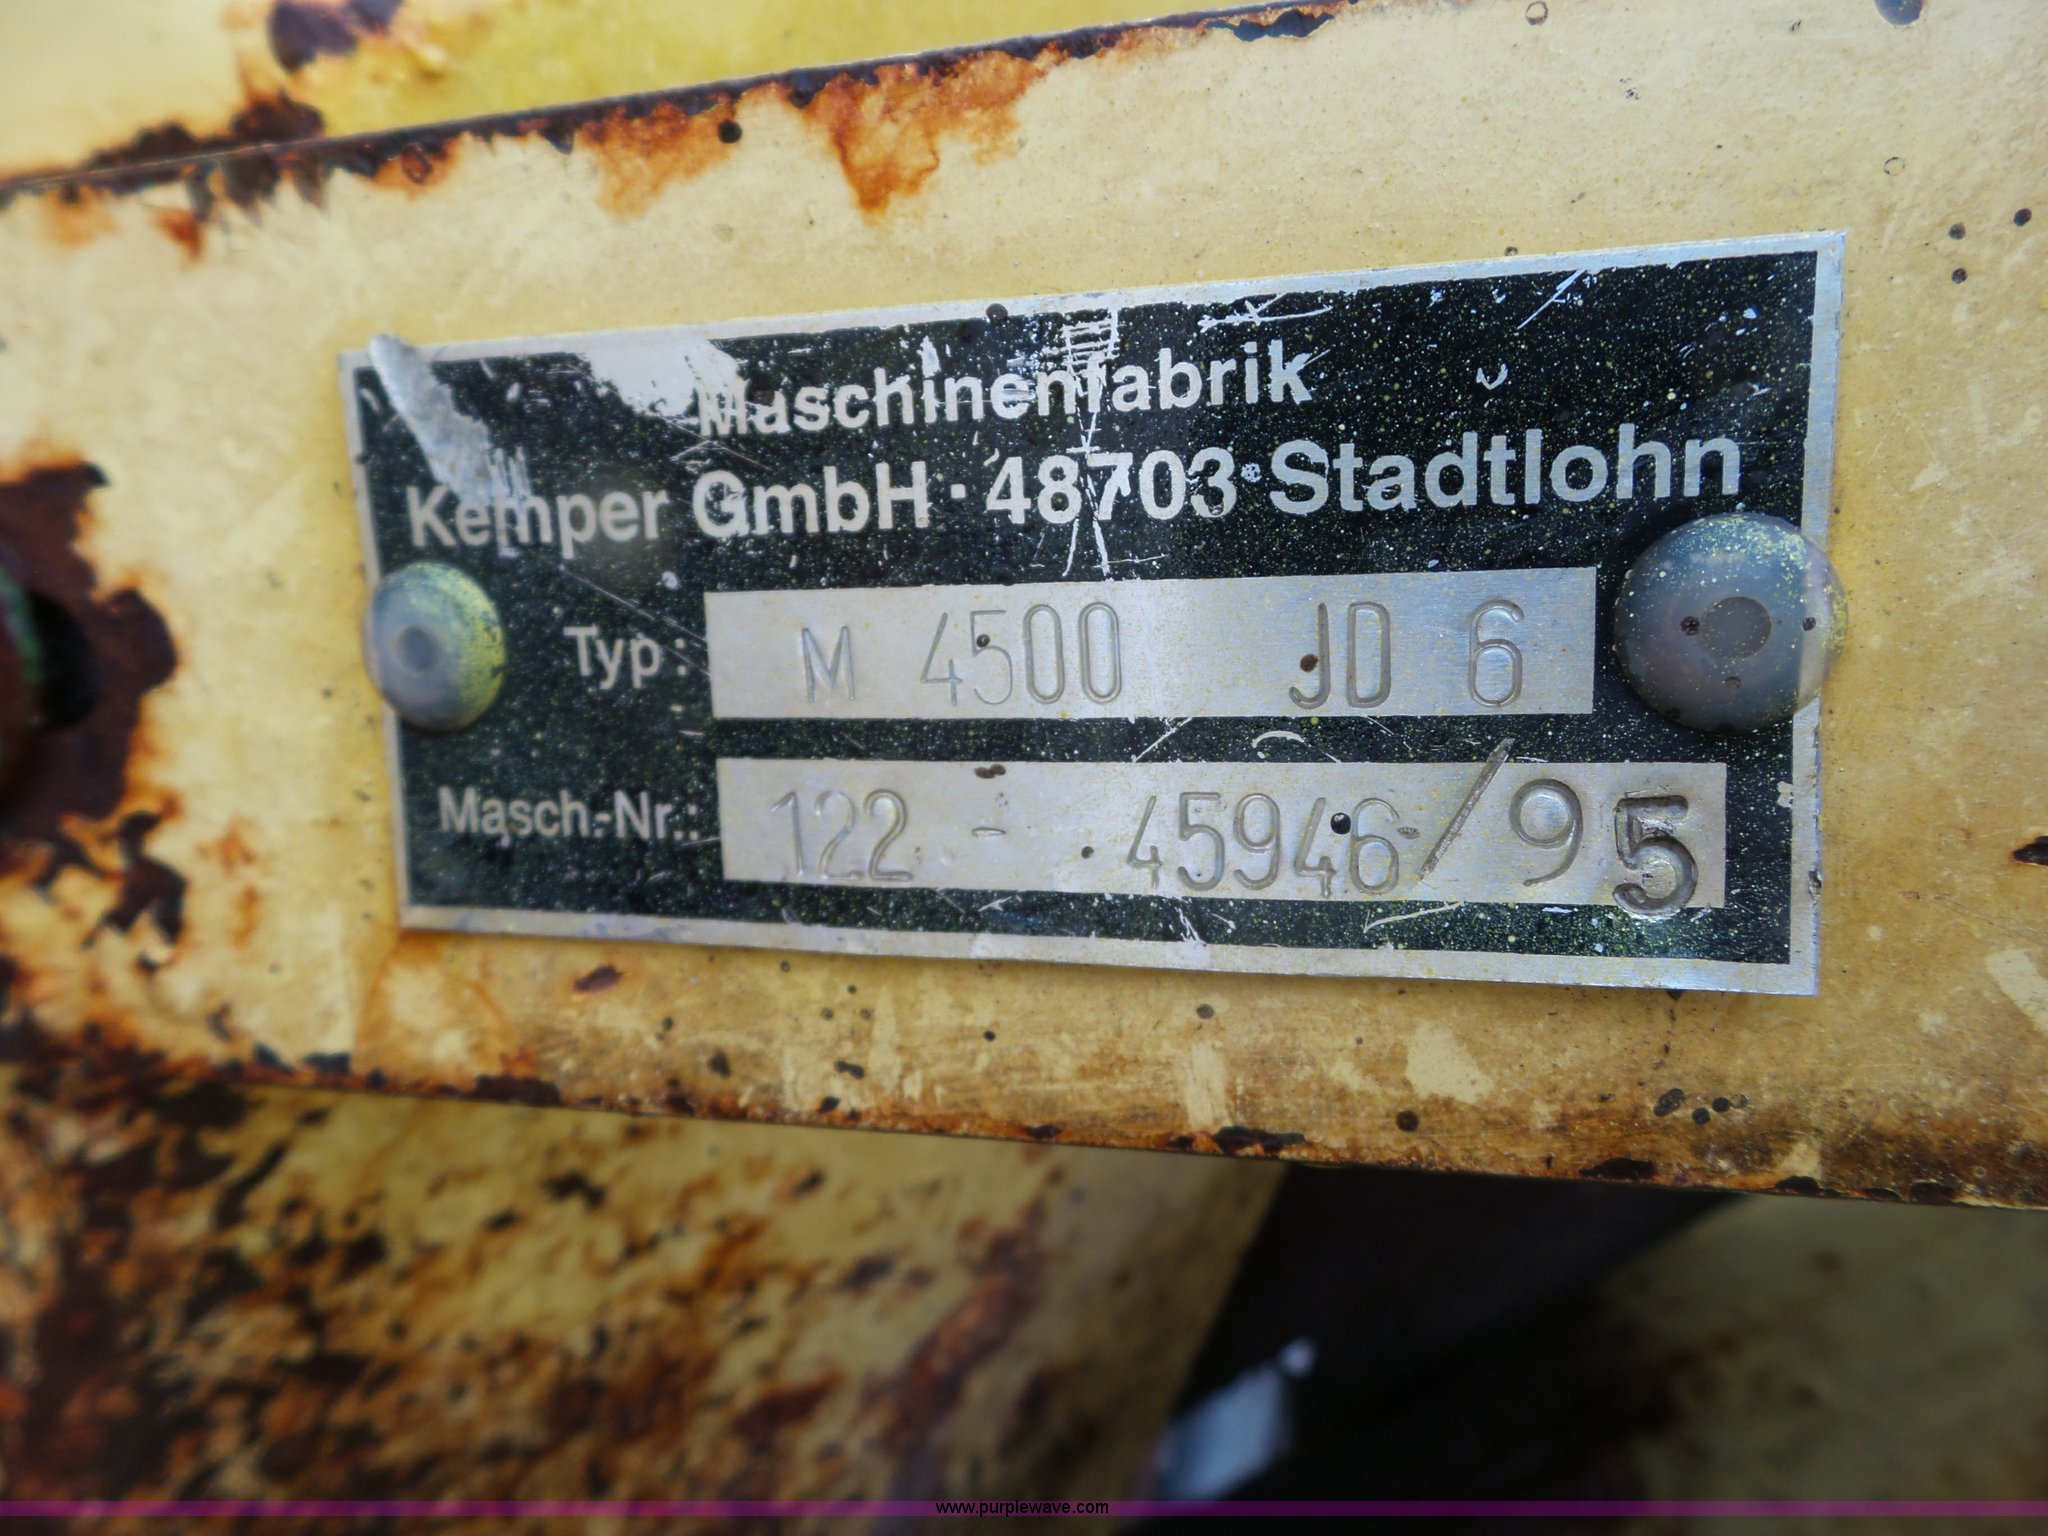 Maschinenfabrik
Kemper GmbH · 48703 · Stadtlohn
Typ: M 4500 JD 6
Masch.-Nr.: 122 - 45946/95
www.purplewave.com